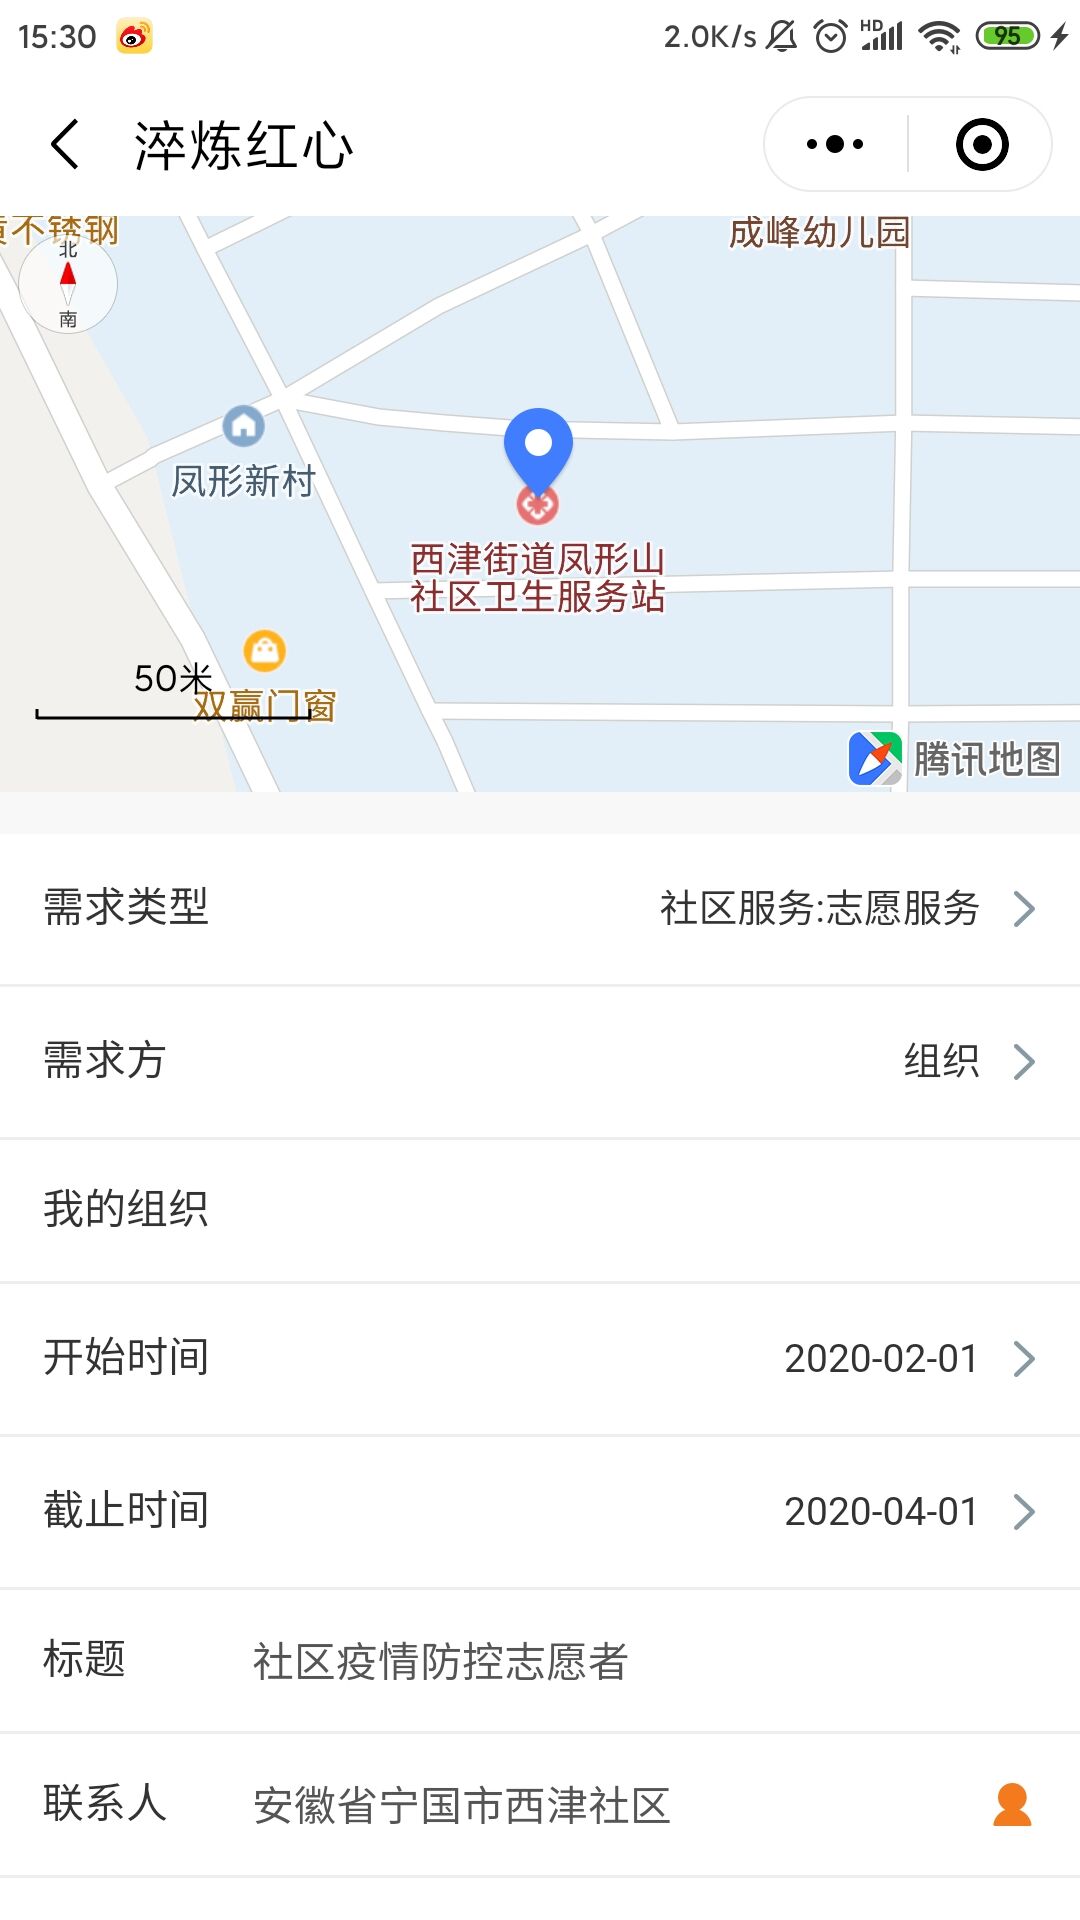 15:30
2.0K/s
HD
95
淬炼红心
不锈钢
成峰幼儿园
北
南
凤形新村
西津街道凤形山
社区卫生服务站
50米
双赢门窗
腾讯地图
需求类型
社区服务:志愿服务
需求方
组织
我的组织
开始时间
2020-02-01
截止时间
2020-04-01
标题
社区疫情防控志愿者
联系人
安徽省宁国市西津社区